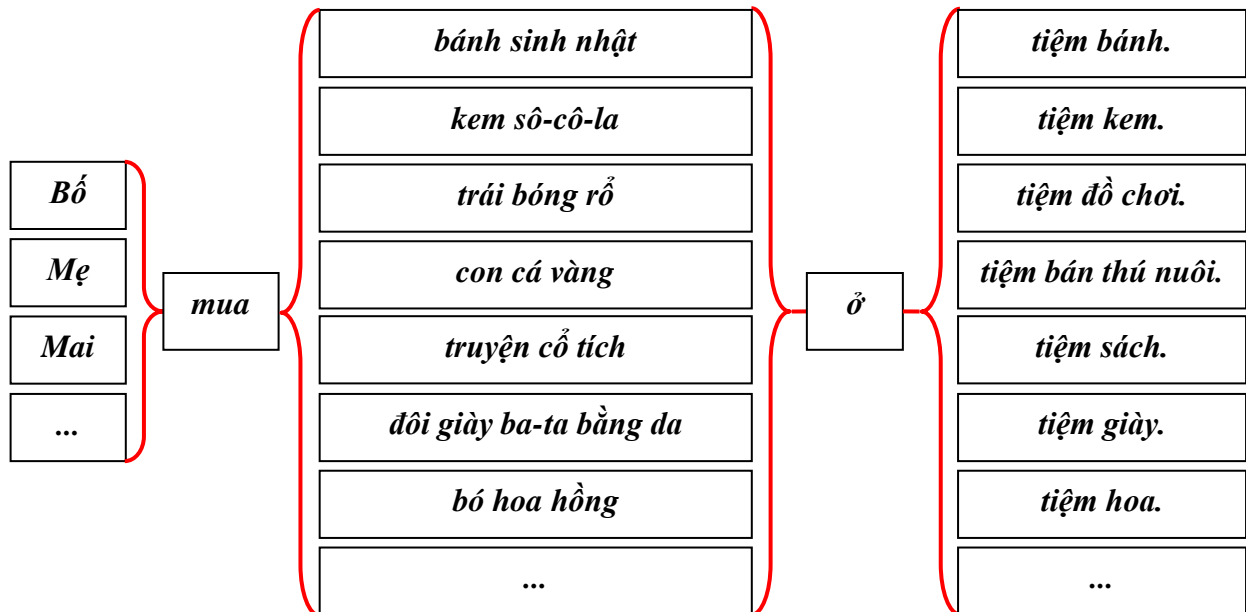 Bố
Mẹ
Mai
...
mua
bánh sinh nhật
kem sô-cô-la
trái bóng rổ
con cá vàng
truyện cổ tích
đôi giày ba-ta bằng da
bó hoa hồng
...
ở
tiệm bánh.
tiệm kem.
tiệm đồ chơi.
tiệm bán thú nuôi.
tiệm sách.
tiệm giày.
tiệm hoa.
...